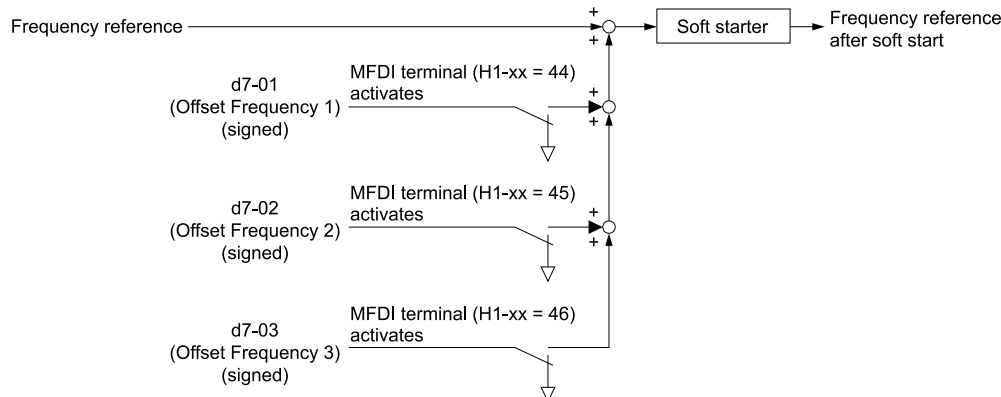 +
Frequency reference
+
Soft starter
Frequency reference
after soft start
MFDI terminal (H1-xx = 44)
activates
d7-01
(Offset Frequency 1)
(signed)
+
+
MFDI terminal (H1-xx = 45)
activates
d7-02
(Offset Frequency 2)
(signed)
+
+
MFDI terminal (H1-xx = 46)
activates
d7-03
(Offset Frequency 3)
(signed)